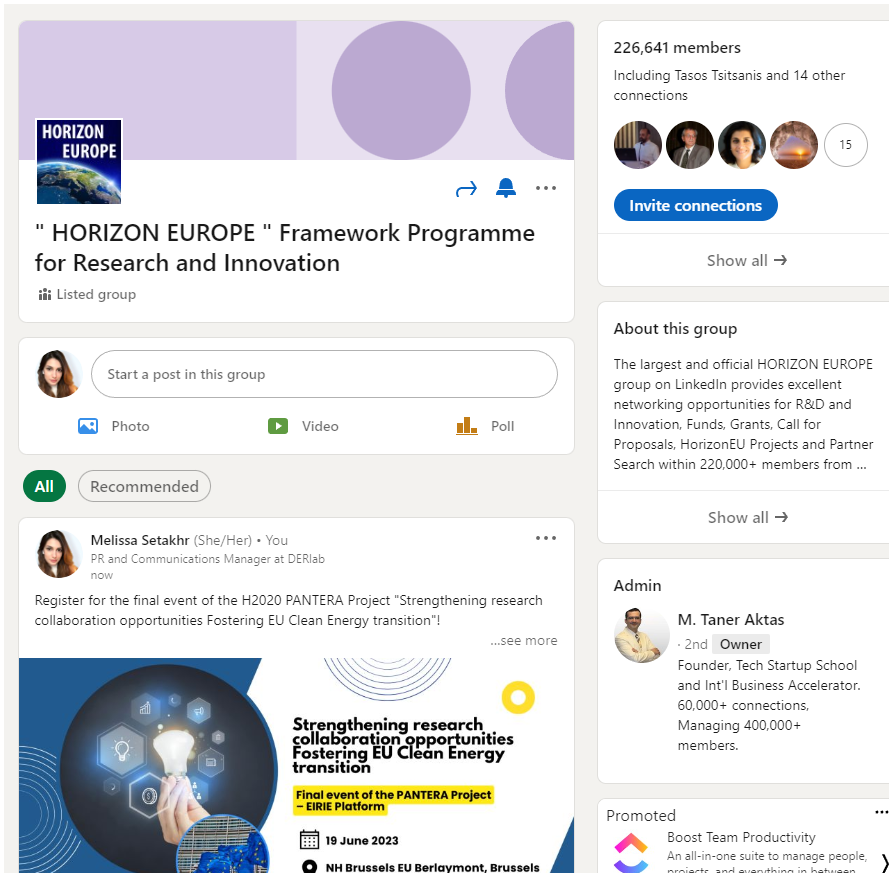 HORIZON
EUROPE
" HORIZON EUROPE " Framework Programme
for Research and Innovation
Listed group
Start a post in this group
Photo
Video
Poll
All
Recommended
Melissa Setakhr (She/Her) • You
PR and Communications Manager at DERlab
now
Register for the final event of the H2020 PANTERA Project "Strengthening research
collaboration opportunities Fostering EU Clean Energy transition"!
...see more
Strengthening research
collaboration opportunities
Fostering EU Clean Energy
transition
Final event of the PANTERA Project
– EIRIE Platform
19 June 2023
NH Brussels EU Berlaymont, Brussels
226,641 members
Including Tasos Tsitsanis and 14 other
connections
15
Invite connections
Show all →
About this group
The largest and official HORIZON EUROPE
group on LinkedIn provides excellent
networking opportunities for R&D and
Innovation, Funds, Grants, Call for
Proposals, HorizonEU Projects and Partner
Search within 220,000+ members from ...
Show all →
Admin
M. Taner Aktas
· 2nd Owner
Founder, Tech Startup School
and Int'l Business Accelerator.
60,000+ connections,
Managing 400,000+
members.
Promoted
Boost Team Productivity
An all-in-one suite to manage people,
projects, and everything in between